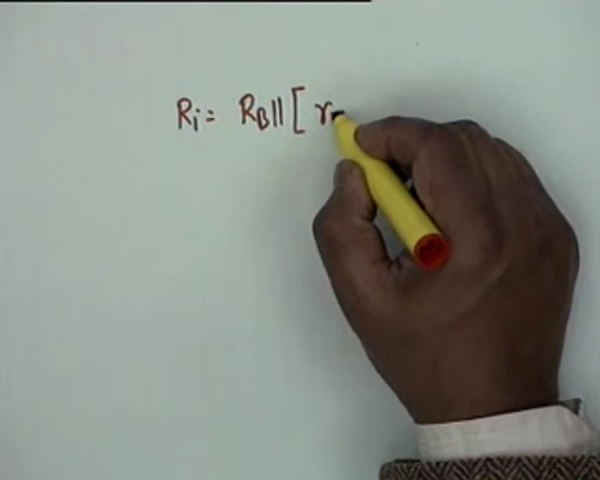 Ri = RB || [ r